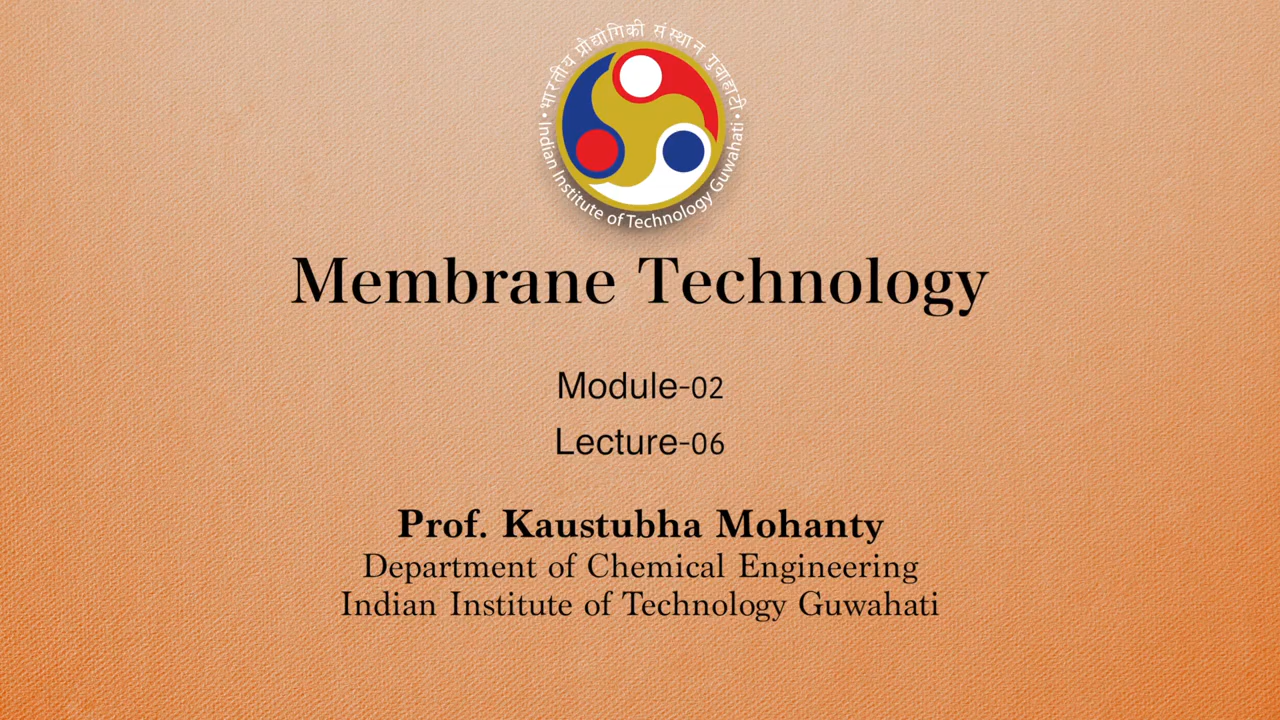 भारतीय प्रौद्योगिकी संस्थान गुवाहाटी
Indian Institute of Technology Guwahati
Membrane Technology
Module-02
Lecture-06
Prof. Kaustubha Mohanty
Department of Chemical Engineering
Indian Institute of Technology Guwahati